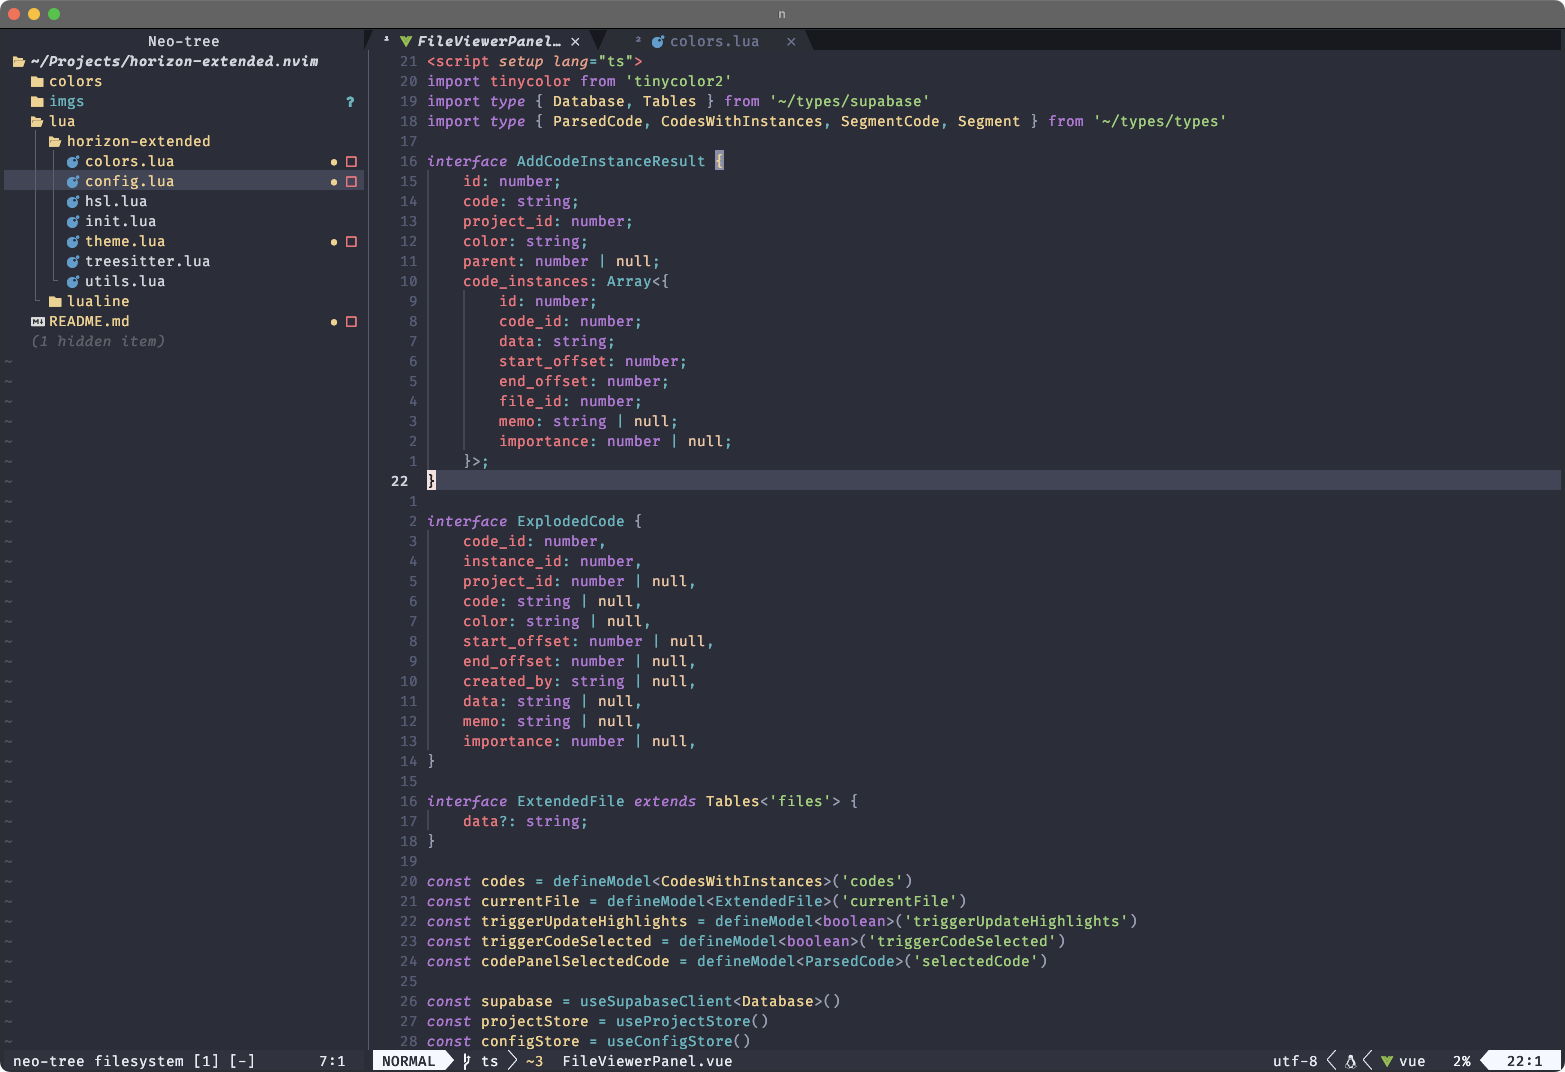 n
Neo-tree
~/Projects/horizon-extended.nvim
colors
imgs ?
lua
horizon-extended
colors.lua
config.lua
hsl.lua
init.lua
theme.lua
treesitter.lua
utils.lua
lualine
README.md
(1 hidden item)
neo-tree filesystem [1] [-] 7:1
1 FileViewerPanel… × 2 colors.lua ×
21 <script setup lang="ts">
20 import tinycolor from 'tinycolor2'
19 import type { Database, Tables } from '~/types/supabase'
18 import type { ParsedCode, CodesWithInstances, SegmentCode, Segment } from '~/types/types'
17
16 interface AddCodeInstanceResult {
15 id: number;
14 code: string;
13 project_id: number;
12 color: string;
11 parent: number | null;
10 code_instances: Array<{
9 id: number;
8 code_id: number;
7 data: string;
6 start_offset: number;
5 end_offset: number;
4 file_id: number;
3 memo: string | null;
2 importance: number | null;
1 }>;
22 }
1
2 interface ExplodedCode {
3 code_id: number,
4 instance_id: number,
5 project_id: number | null,
6 code: string | null,
7 color: string | null,
8 start_offset: number | null,
9 end_offset: number | null,
10 created_by: string | null,
11 data: string | null,
12 memo: string | null,
13 importance: number | null,
14 }
15
16 interface ExtendedFile extends Tables<'files'> {
17 data?: string;
18 }
19
20 const codes = defineModel<CodesWithInstances>('codes')
21 const currentFile = defineModel<ExtendedFile>('currentFile')
22 const triggerUpdateHighlights = defineModel<boolean>('triggerUpdateHighlights')
23 const triggerCodeSelected = defineModel<boolean>('triggerCodeSelected')
24 const codePanelSelectedCode = defineModel<ParsedCode>('selectedCode')
25
26 const supabase = useSupabaseClient<Database>()
27 const projectStore = useProjectStore()
28 const configStore = useConfigStore()
NORMAL ts ~3 FileViewerPanel.vue utf-8 vue 2% 22:1